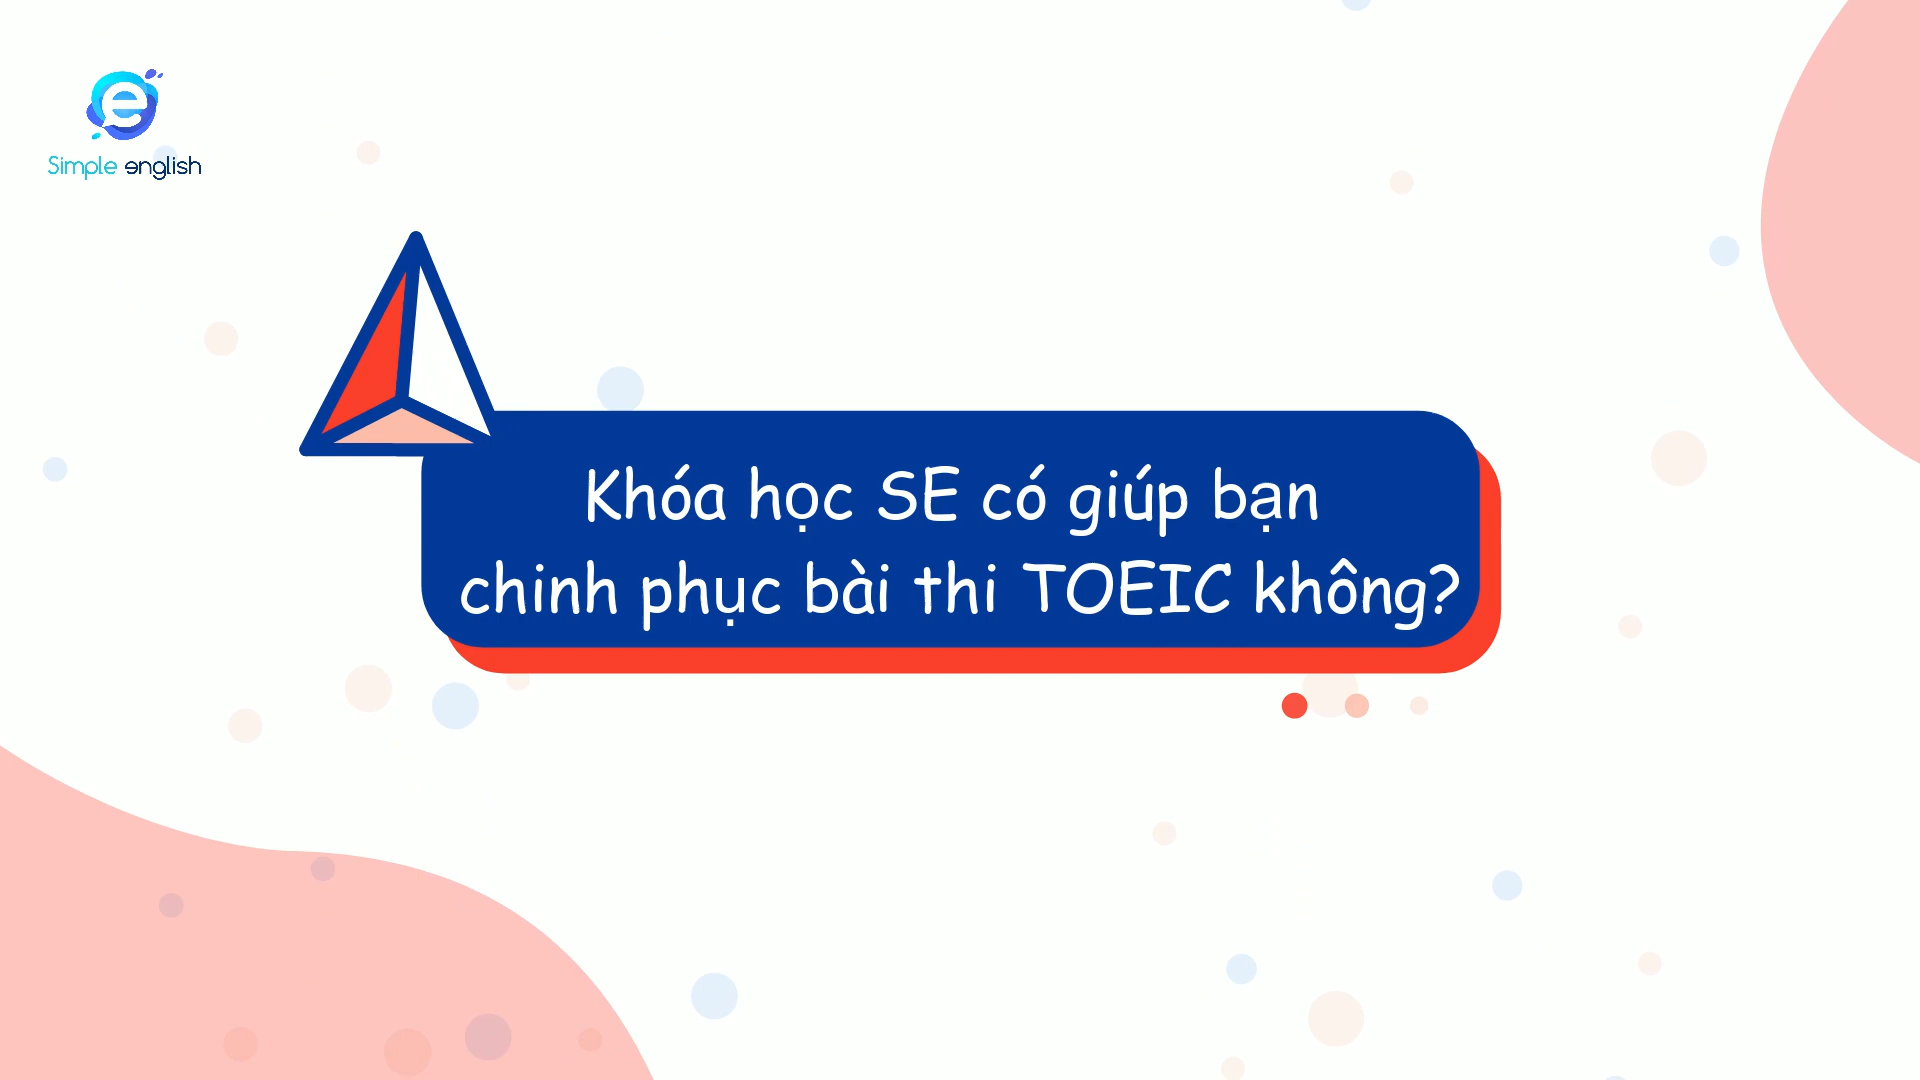 Simple english
Khóa học SE có giúp bạn
chinh phục bài thi TOEIC không?